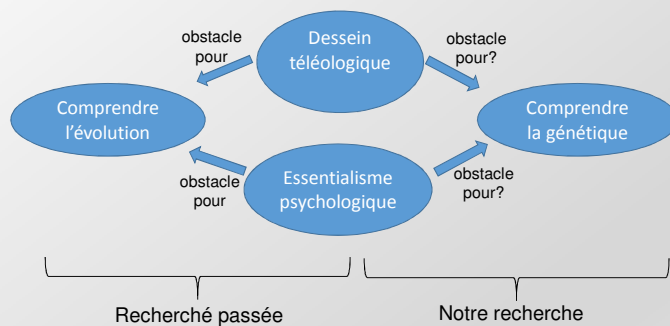 obstacle
pour
Dessein
téléologique
obstacle
pour?
Comprendre
l'évolution
Comprendre
la génétique
obstacle
pour
Essentialisme
psychologique
obstacle
pour?
Recherché passée
Notre recherche